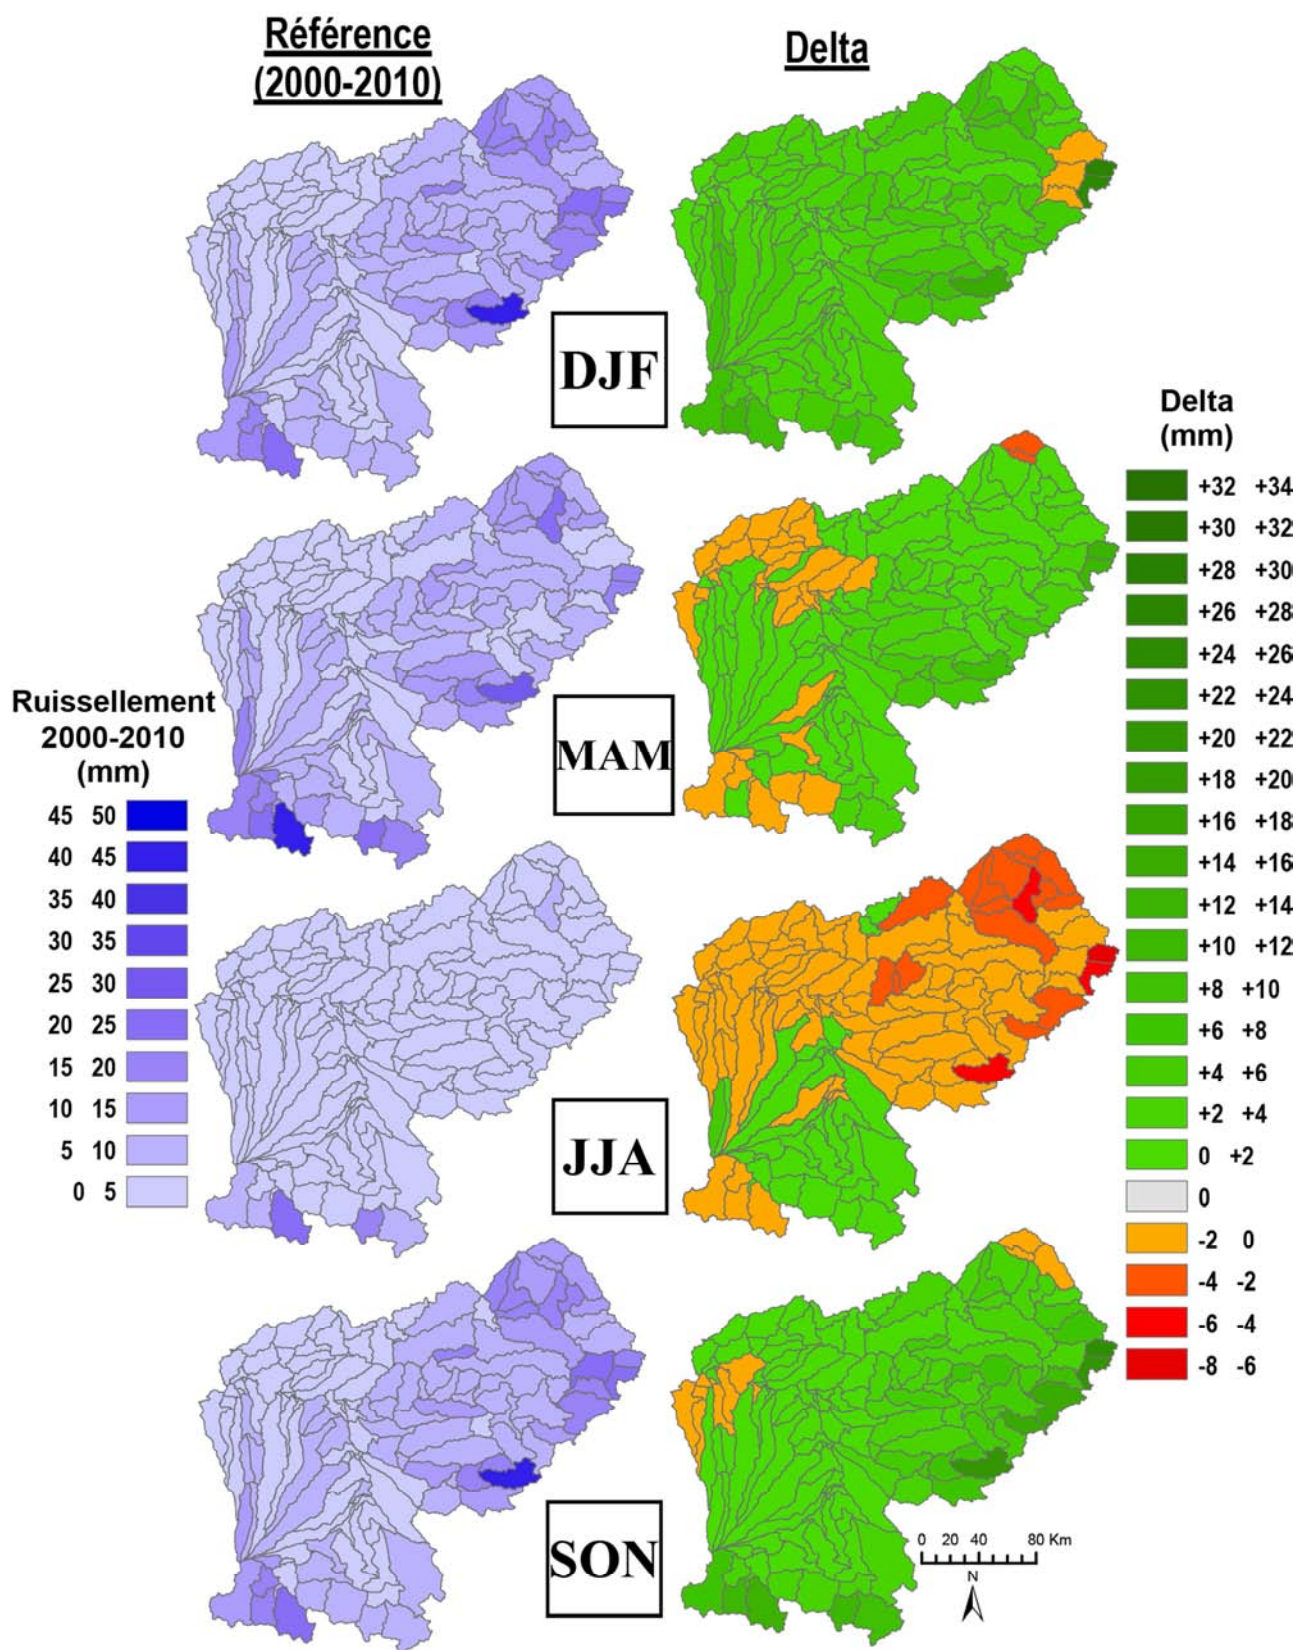 Référence
(2000-2010)
Delta
DJF
MAM
JJA
SON
Ruissellement
2000-2010
(mm)
45 50
40 45
35 40
30 35
25 30
20 25
15 20
10 15
5 10
0 5
Delta
(mm)
+32 +34
+30 +32
+28 +30
+26 +28
+24 +26
+22 +24
+20 +22
+18 +20
+16 +18
+14 +16
+12 +14
+10 +12
+8 +10
+6 +8
+4 +6
+2 +4
0 +2
0
-2 0
-4 -2
-6 -4
-8 -6
0 20 40 80 Km
N